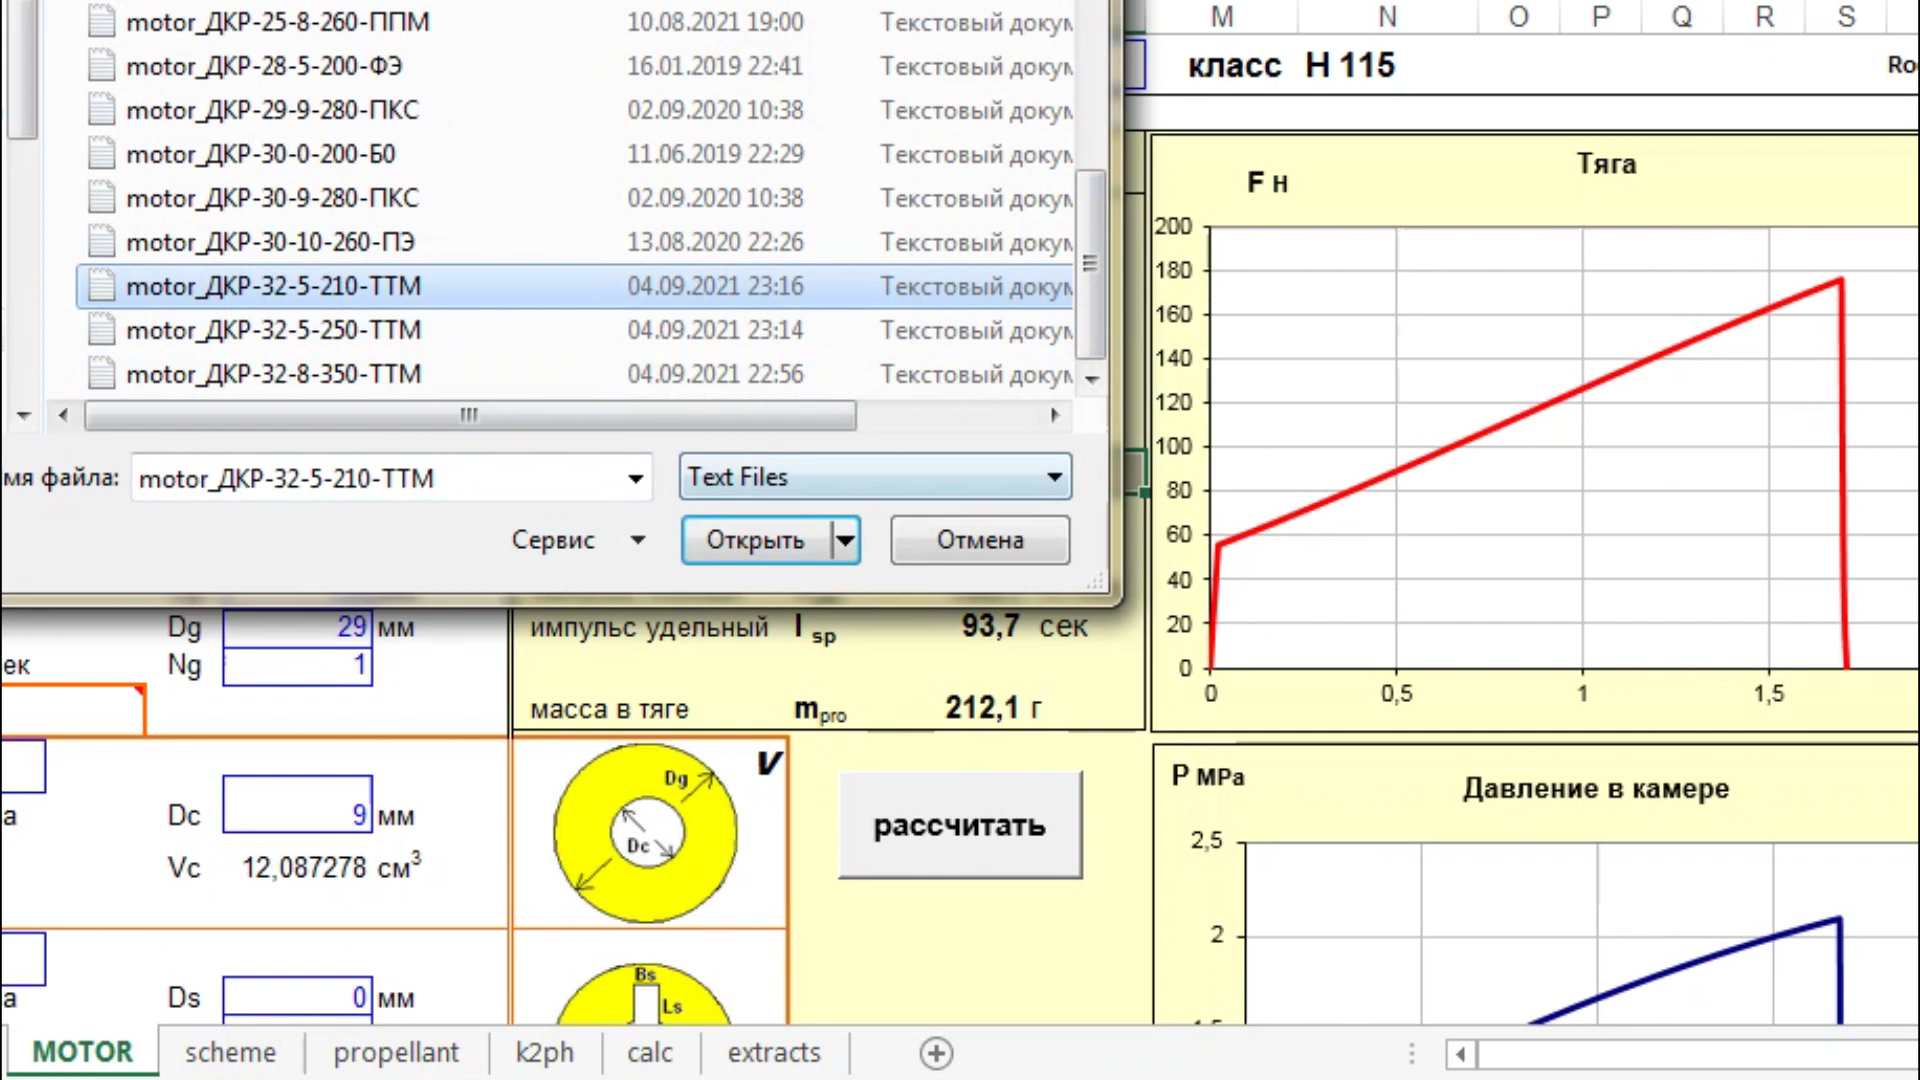 motor_ДКР-25-8-260-ППМ 10.08.2021 19:00 Текстовый докум
motor_ДКР-28-5-200-ФЭ 16.01.2019 22:41 Текстовый докум
motor_ДКР-29-9-280-ПКС 02.09.2020 10:38 Текстовый докум
motor_ДКР-30-0-200-Б0 11.06.2019 22:29 Текстовый докум
motor_ДКР-30-9-280-ПКС 02.09.2020 10:38 Текстовый докум
motor_ДКР-30-10-260-ПЭ 13.08.2020 22:26 Текстовый докум
motor_ДКР-32-5-210-ТТМ 04.09.2021 23:16 Текстовый докум
motor_ДКР-32-5-250-ТТМ 04.09.2021 23:14 Текстовый докум
motor_ДКР-32-8-350-ТТМ 04.09.2021 22:56 Текстовый докум
мя файла: motor_ДКР-32-5-210-ТТМ Text Files
Сервис Открыть Отмена
M N O P Q R S
класс Н 115 Ro
Тяга
F н
200
180
160
140
120
100
80
60
40
20
0
0 0,5 1 1,5
Dg 29 мм
ек Ng 1
импульс удельный I sp 93,7 сек
масса в тяге mpro 212,1 г
а Dc 9 мм
Vc 12,087278 см³
а Ds 0 мм
Dg
Dc
V
Bs
Ls
рассчитать
P МРа Давление в камере
2,5
2
1,5
MOTOR scheme propellant k2ph calc extracts